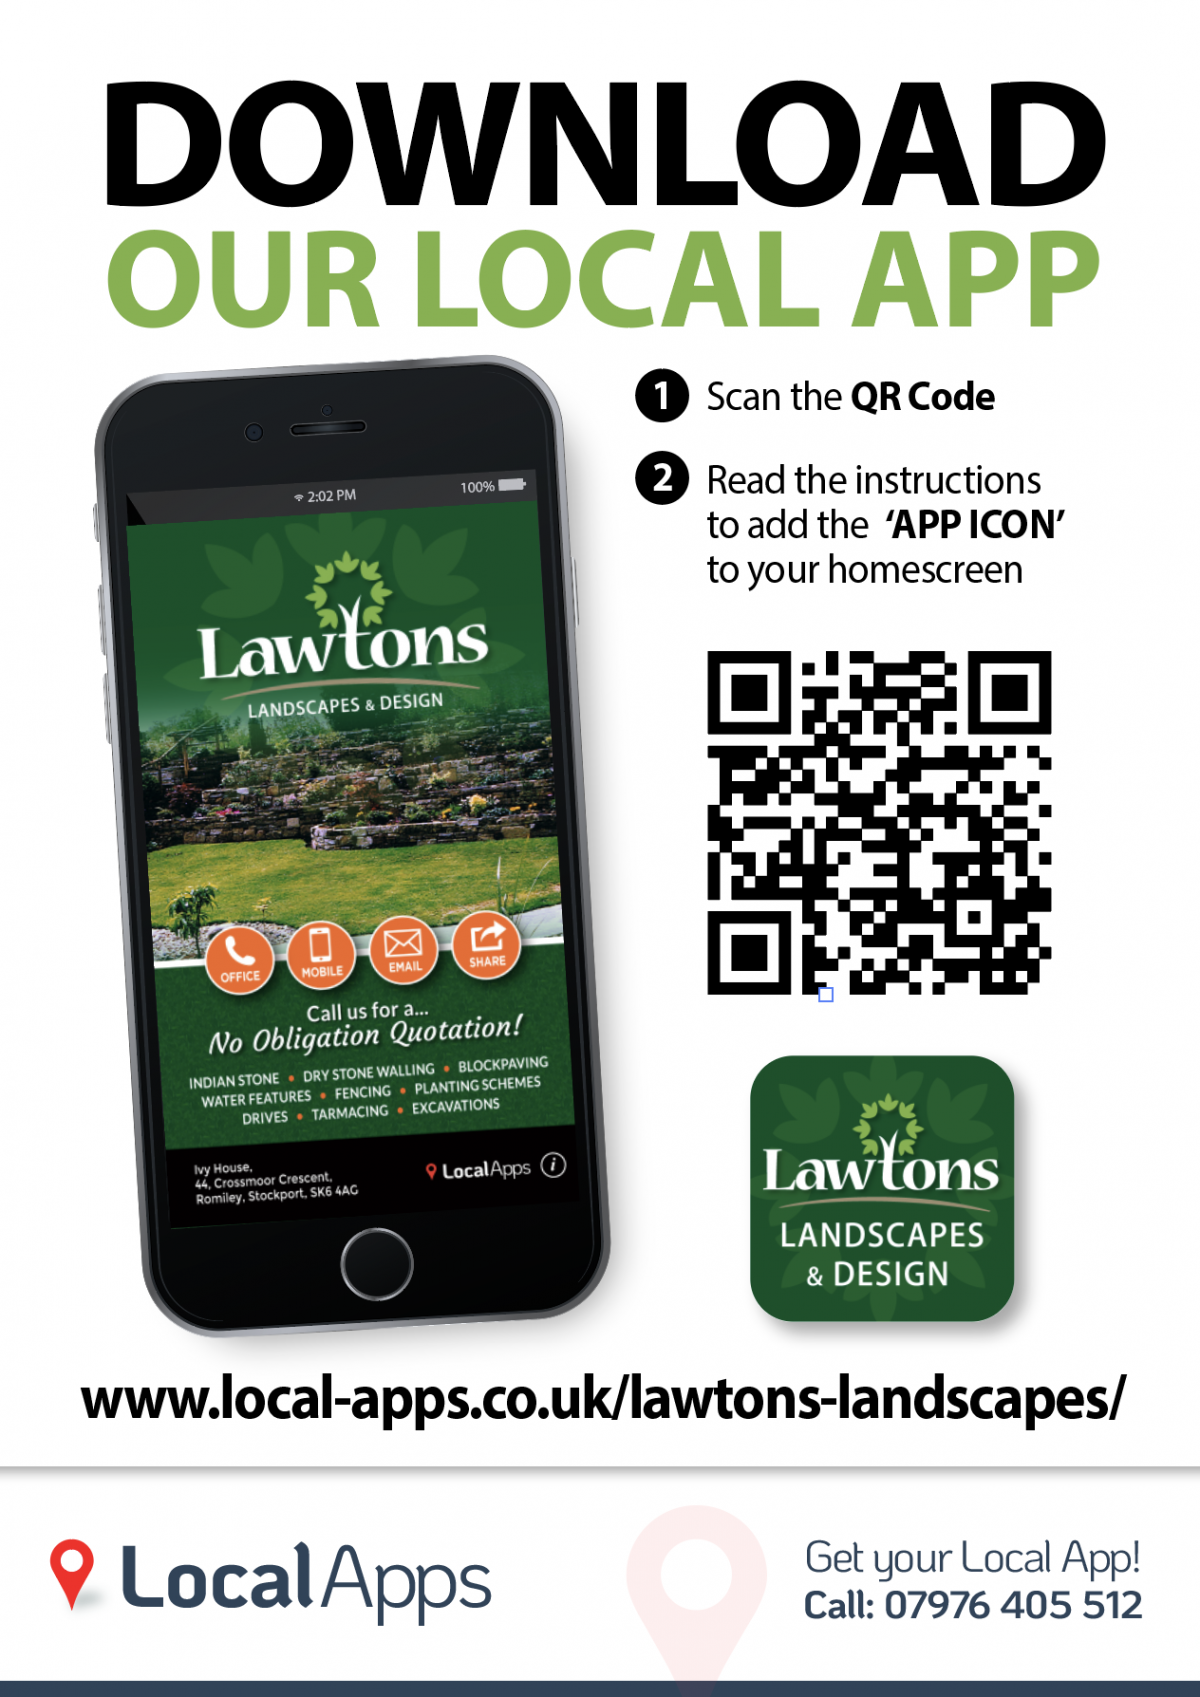 DOWNLOAD
OUR LOCAL APP
1 Scan the QR Code
2 Read the instructions
to add the 'APP ICON'
to your homescreen
2:02 PM 100%
Lawtons
LANDSCAPES & DESIGN
OFFICE MOBILE EMAIL SHARE
Call us for a...
No Obligation Quotation!
INDIAN STONE • DRY STONE WALLING • BLOCKPAVING
WATER FEATURES • FENCING • PLANTING SCHEMES
DRIVES • TARMACING • EXCAVATIONS
Ivy House,
44, Crossmoor Crescent,
Romiley, Stockport, SK6 4AG
LocalApps i
Lawtons
LANDSCAPES
& DESIGN
www.local-apps.co.uk/lawtons-landscapes/
LocalApps
Get your Local App!
Call: 07976 405 512